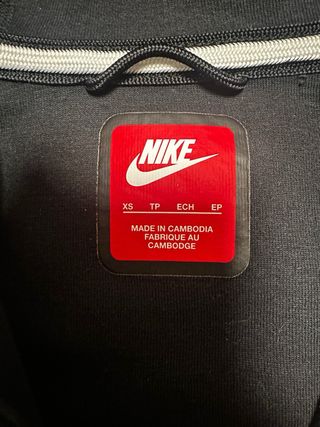 NIKE
XS TP ECH EP
MADE IN CAMBODIA
FABRIQUE AU
CAMBODGE